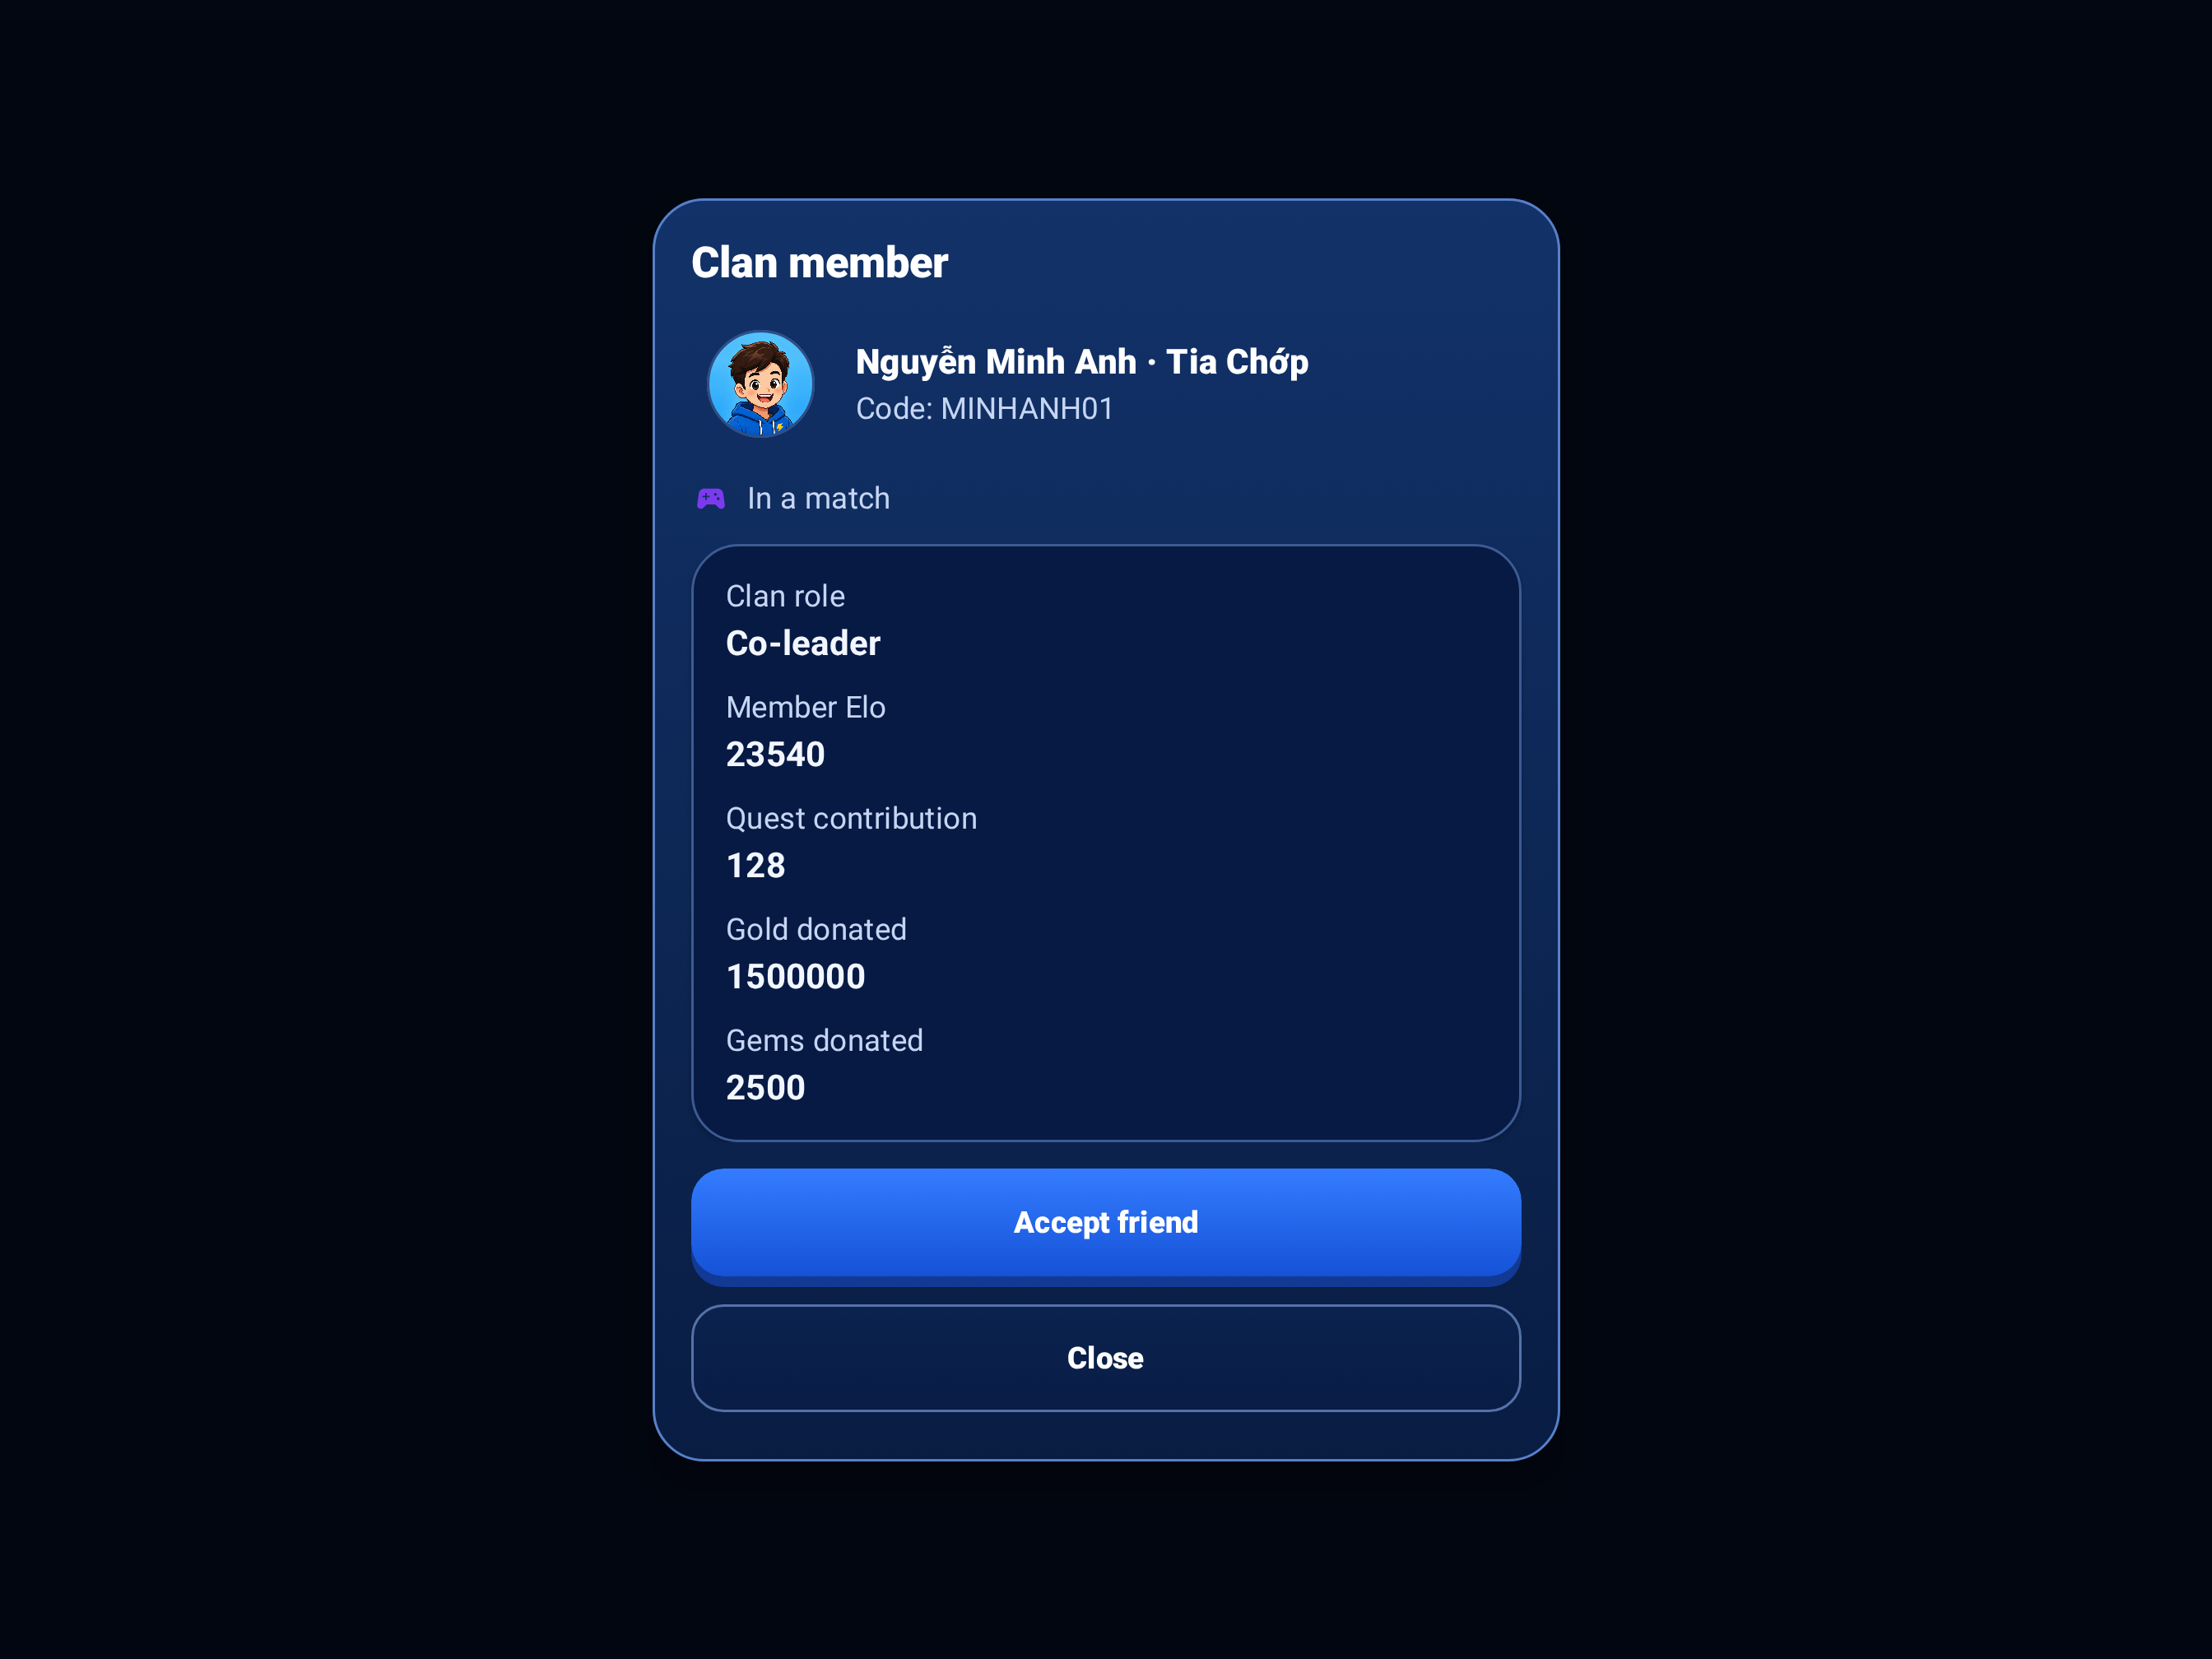 Clan member
Nguyễn Minh Anh · Tia Chớp
Code: MINHANH01
In a match
Clan role
Co-leader
Member Elo
23540
Quest contribution
128
Gold donated
1500000
Gems donated
2500
Accept friend
Close